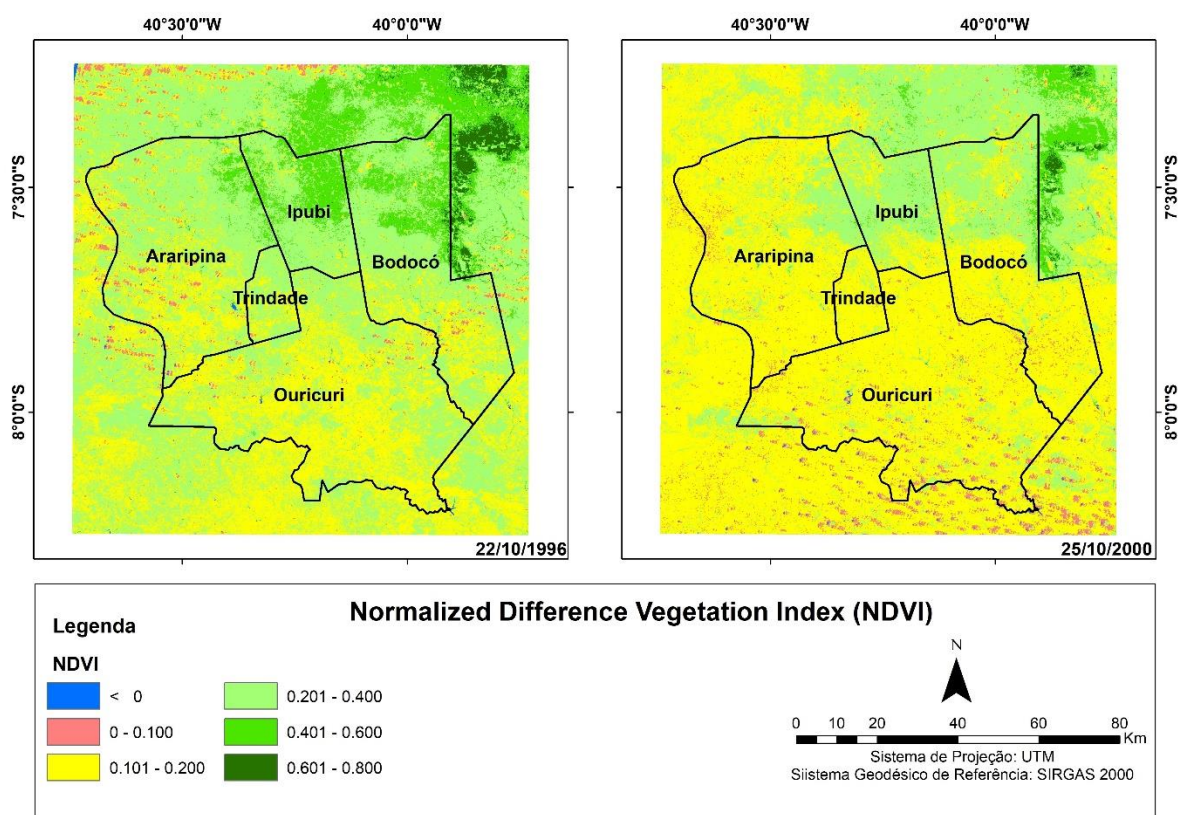 40°30'0"W 40°0'0"W
40°30'0"W 40°0'0"W
7°30'0"S
8°0'0"S
Araripina
Ipubi
Bodocó
Trindade
Ouricuri
22/10/1996
Araripina
Ipubi
Bodocó
Trindade
Ouricuri
25/10/2000
7°30'0"S
8°0'0"S
Normalized Difference Vegetation Index (NDVI)
Legenda
NDVI
< 0
0 - 0.100
0.101 - 0.200
0.201 - 0.400
0.401 - 0.600
0.601 - 0.800
N
0 10 20 40 60 80
Km
Sistema de Projeção: UTM
Siistema Geodésico de Referência: SIRGAS 2000